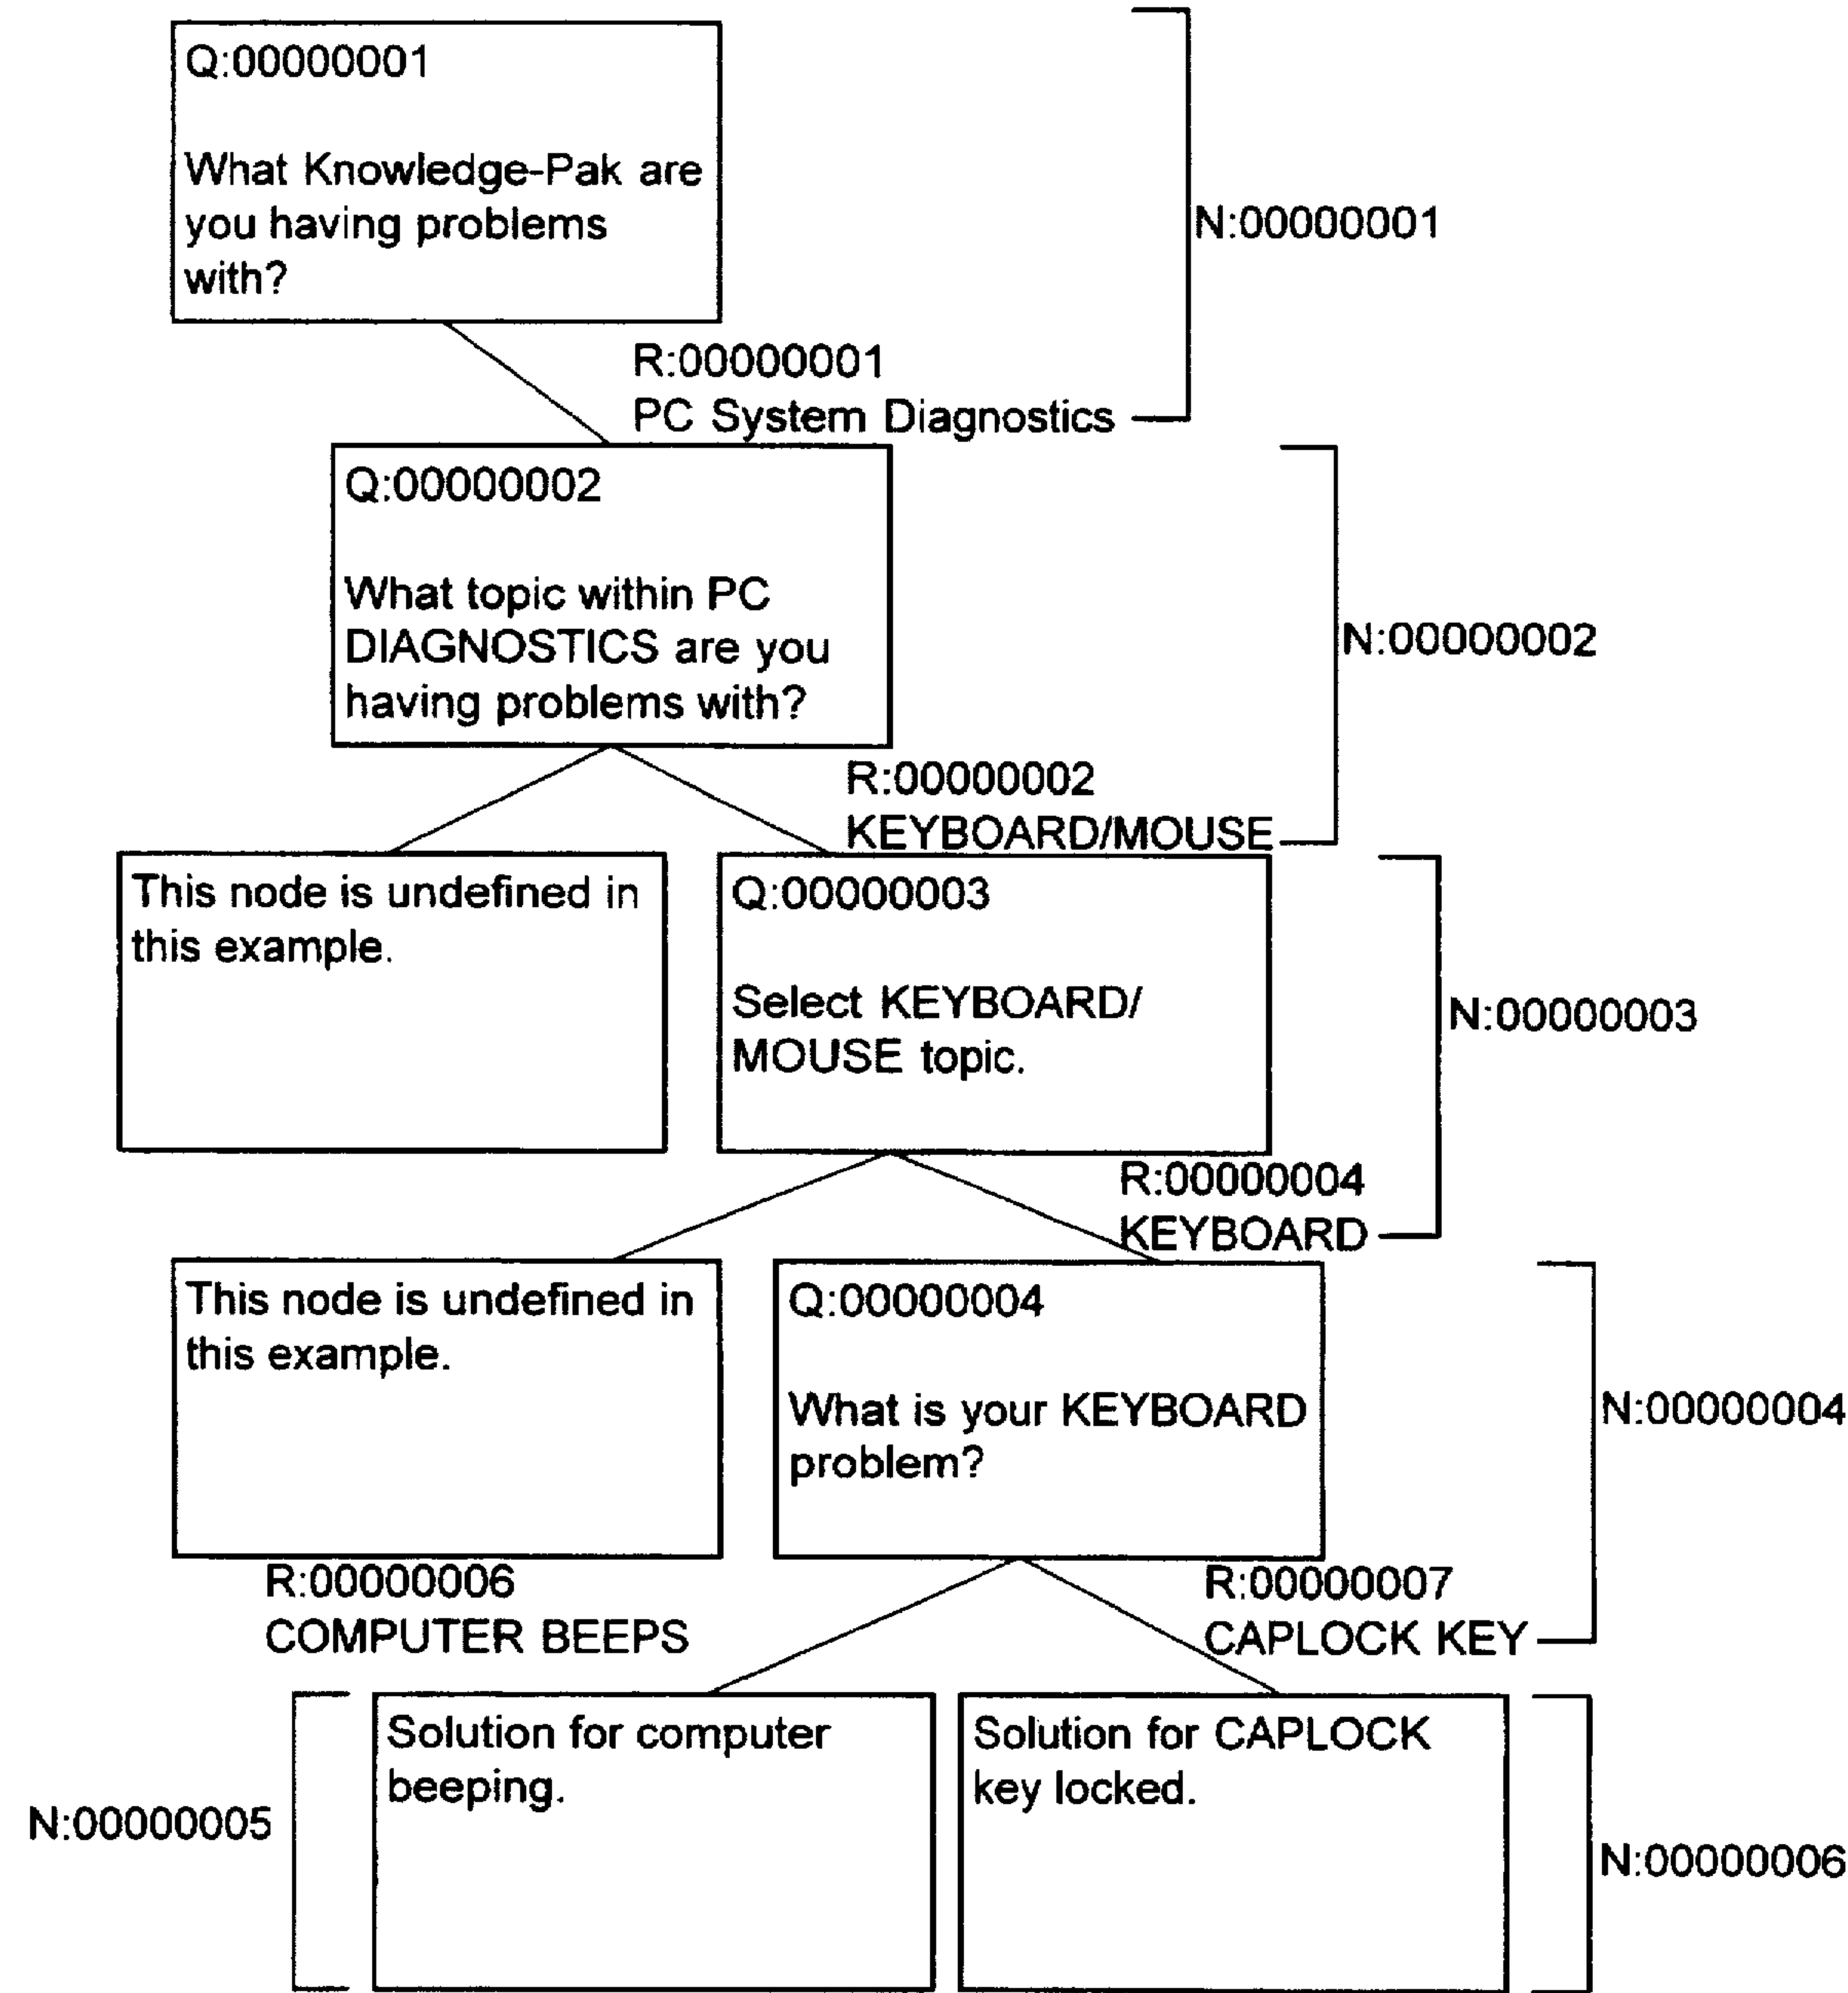 Q:00000001
What Knowledge-Pak are
you having problems
with?
N:00000001
R:00000001
PC System Diagnostics
Q:00000002
What topic within PC
DIAGNOSTICS are you
having problems with?
N:00000002
R:00000002
KEYBOARD/MOUSE
This node is undefined in
this example.
Q:00000003
Select KEYBOARD/
MOUSE topic.
N:00000003
R:00000004
KEYBOARD
This node is undefined in
this example.
Q:00000004
What is your KEYBOARD
problem?
N:00000004
R:00000006
COMPUTER BEEPS
R:00000007
CAPLOCK KEY
N:00000005
Solution for computer
beeping.
Solution for CAPLOCK
key locked.
N:00000006